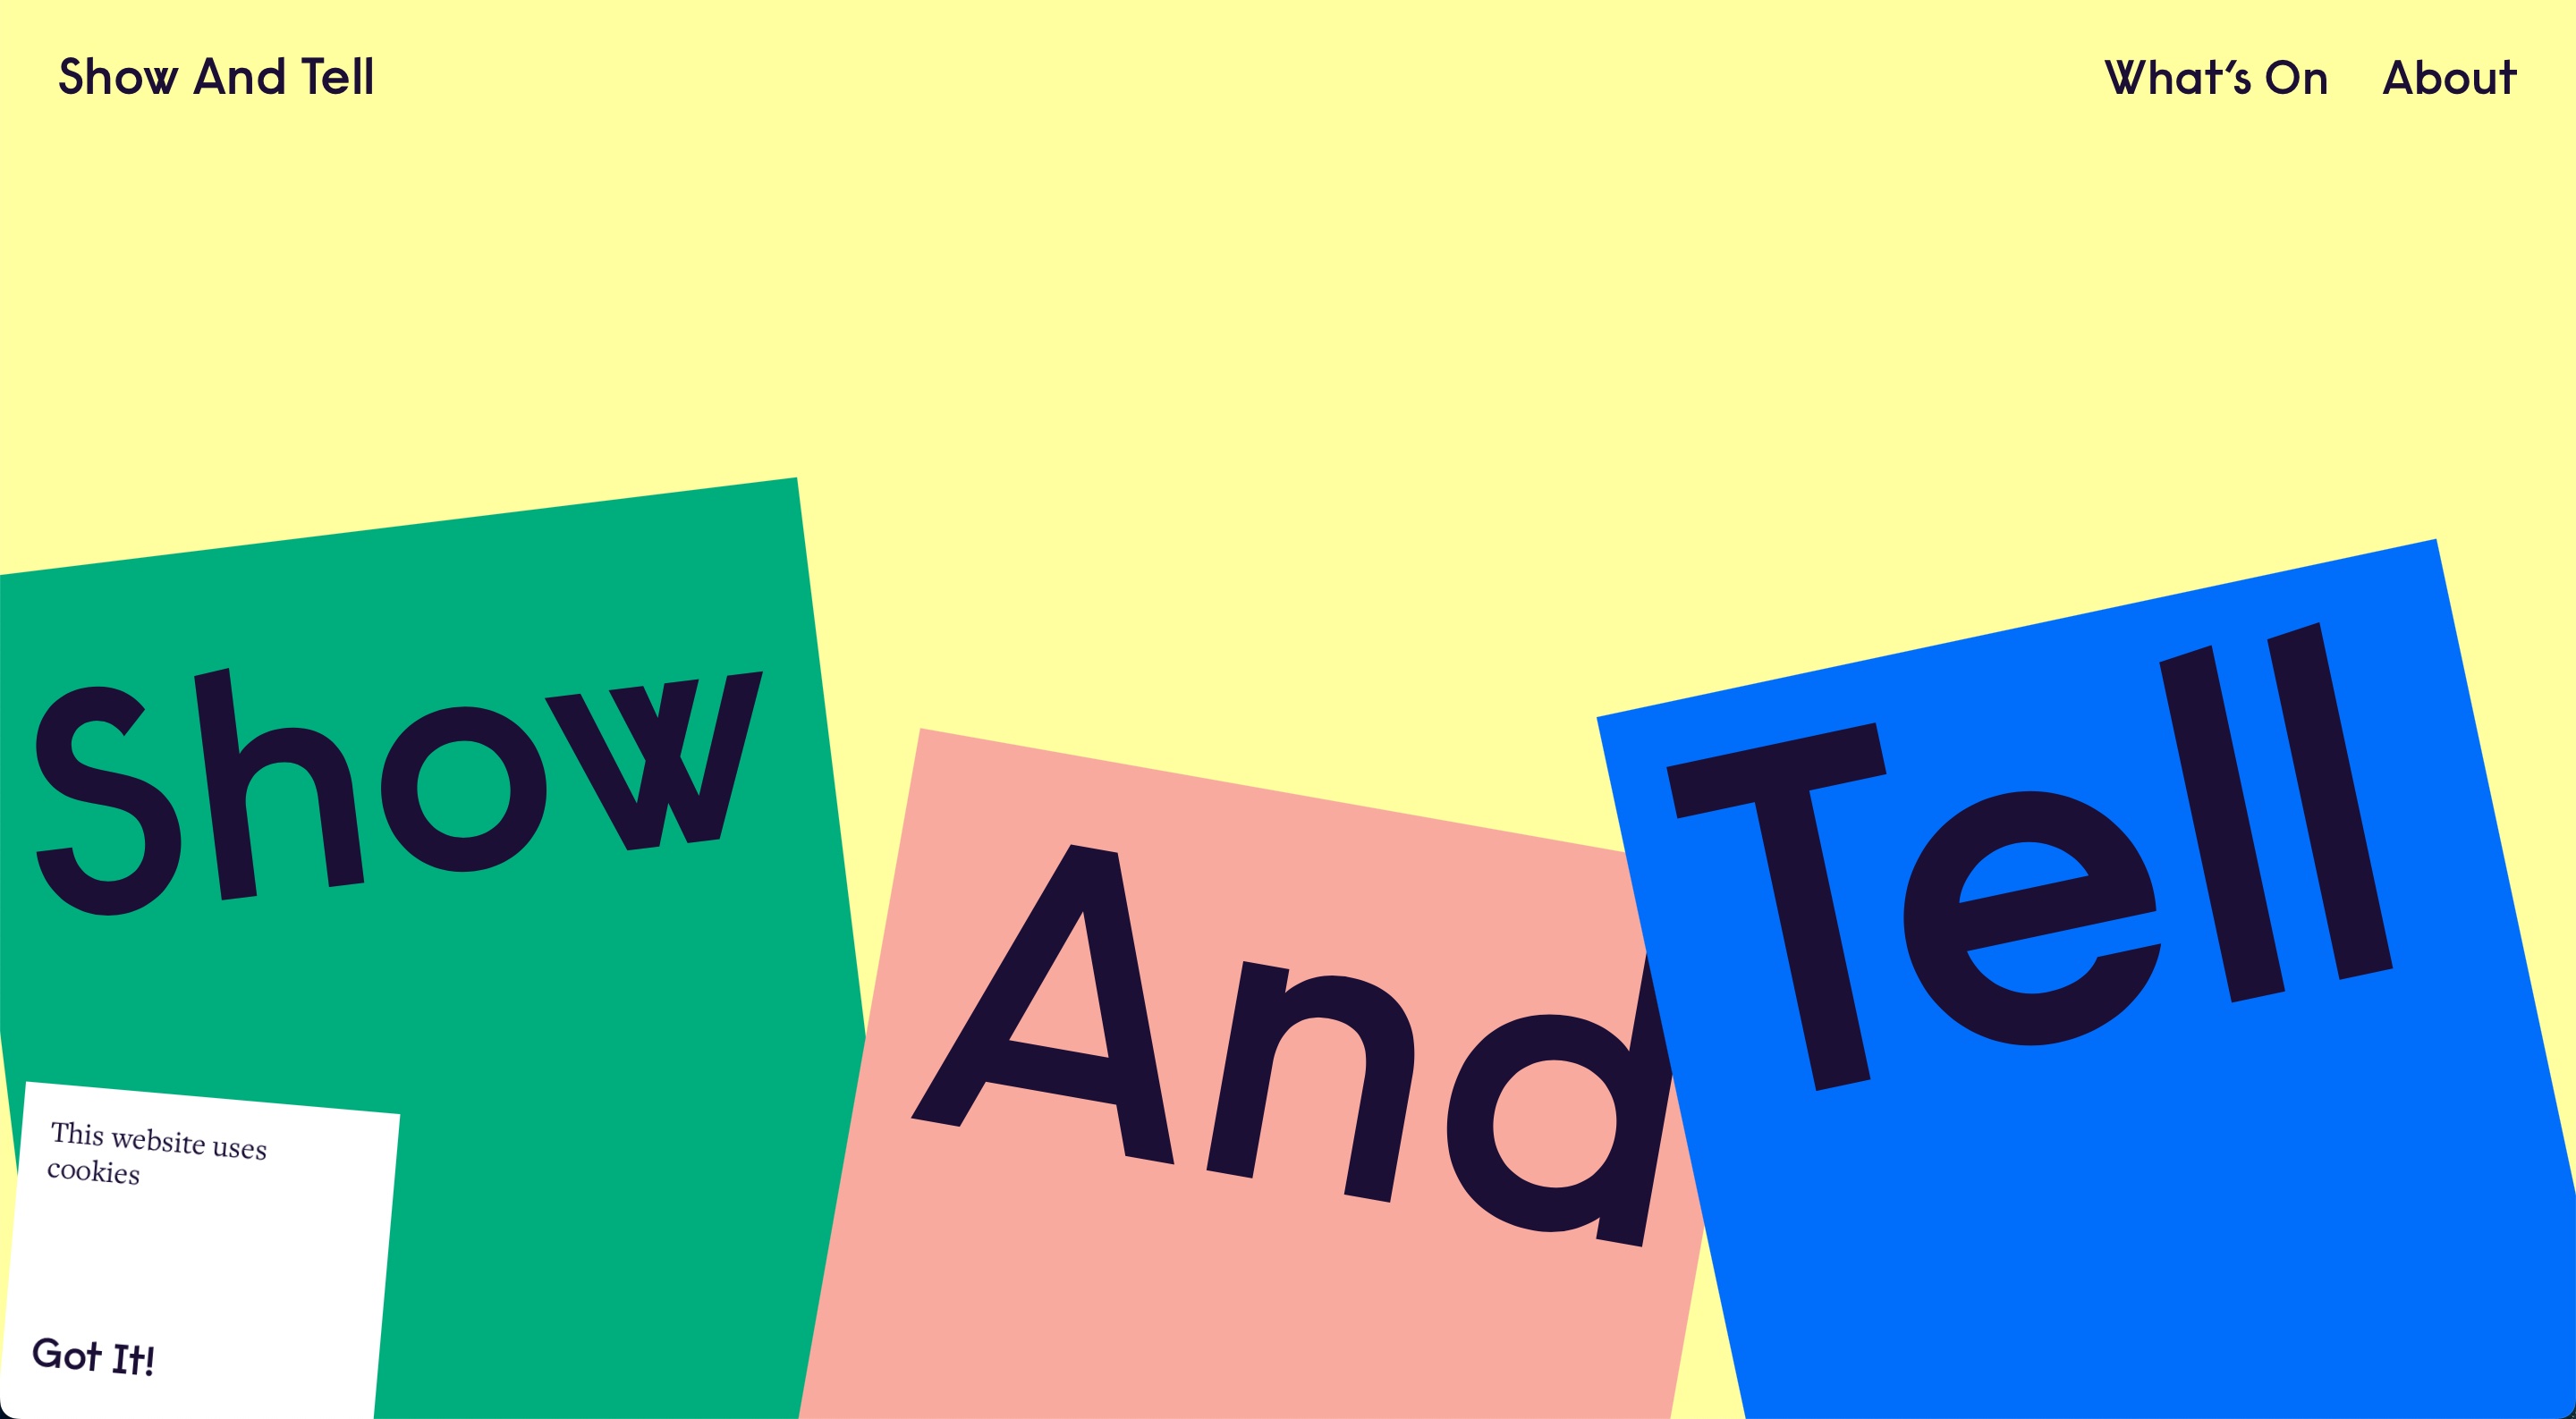 Show And Tell
What's On
About
Show
And
Tell
This website uses
cookies
Got It!